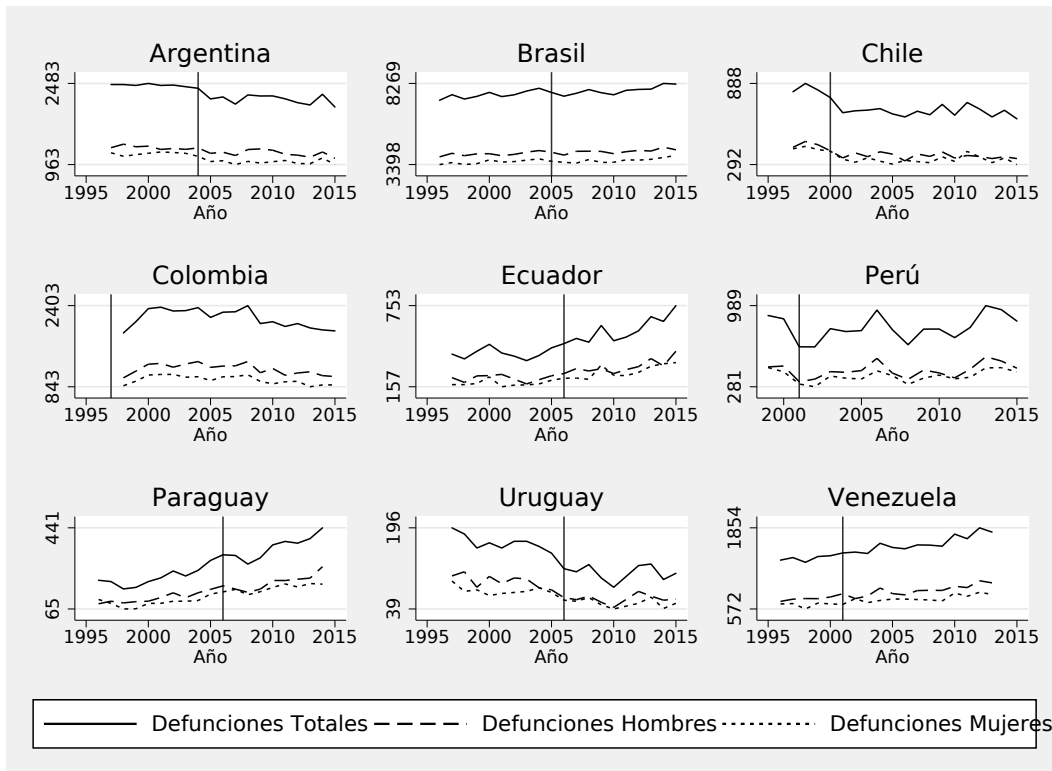 Argentina
2483
963
1995 2000 2005 2010 2015
Año
Brasil
8269
3398
1995 2000 2005 2010 2015
Año
Chile
888
292
1995 2000 2005 2010 2015
Año
Colombia
2403
843
1995 2000 2005 2010 2015
Año
Ecuador
753
157
1995 2000 2005 2010 2015
Año
Perú
989
281
2000 2005 2010 2015
Año
Paraguay
441
65
1995 2000 2005 2010 2015
Año
Uruguay
196
39
1995 2000 2005 2010 2015
Año
Venezuela
1854
572
1995 2000 2005 2010 2015
Año
Defunciones Totales Defunciones Hombres Defunciones Mujeres